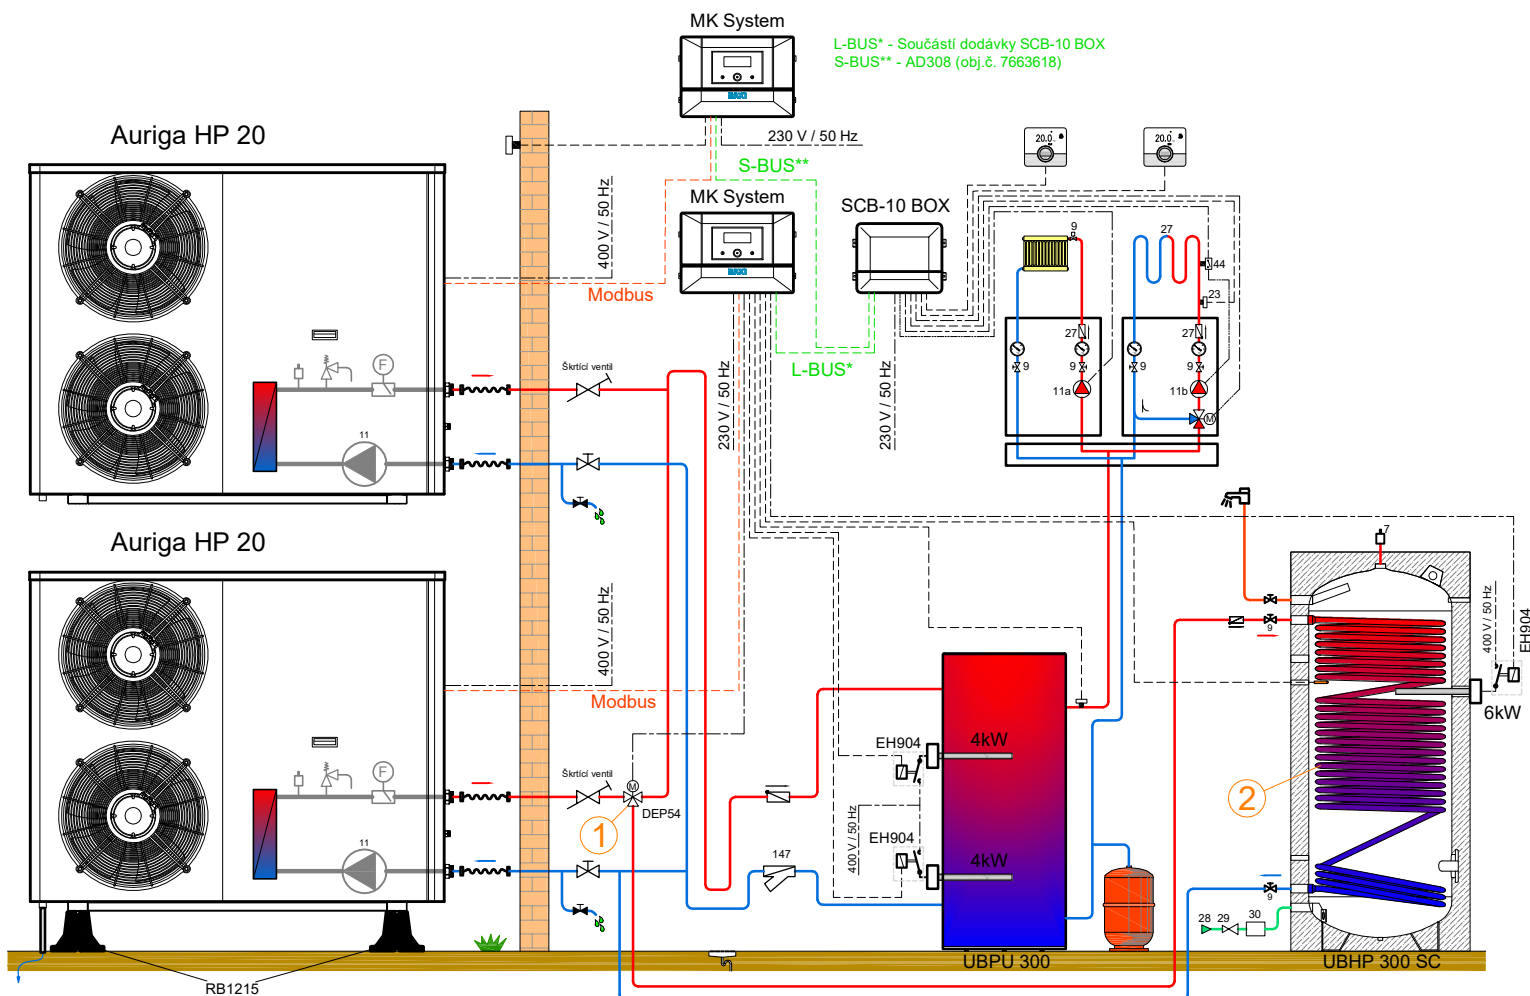 MK System
L-BUS* - Součástí dodávky SCB-10 BOX
S-BUS** - AD308 (obj.č. 7663618)
BAXI
Auriga HP 20
230 V / 50 Hz
20.0
20.0
S-BUS**
400 V / 50 Hz
MK System
SCB-10 BOX
BAXI
9
27
44
23
Modbus
27
27
L-BUS*
Škrtící ventil
9
9
9
9
11a
11b
M
F
11
230 V / 50 Hz
230 V / 50 Hz
Auriga HP 20
7
400 V / 50 Hz
400 V / 50 Hz
EH904
9
Modbus
6kW
EH904
4kW
Škrtící ventil
M
DEP54
F
1
2
400 V / 50 Hz
EH904
4kW
11
147
9
28
29
30
UBPU 300
UBHP 300 SC
RB1215